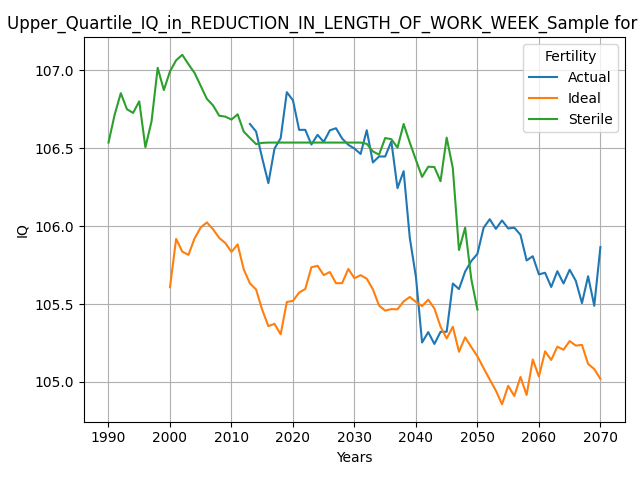 Upper_Quartile_IQ_in_REDUCTION_IN_LENGTH_OF_WORK_WEEK_Sample for
Fertility
Actual
Ideal
Sterile
107.0
106.5
106.0
105.5
105.0
IQ
1990 2000 2010 2020 2030 2040 2050 2060 2070
Years